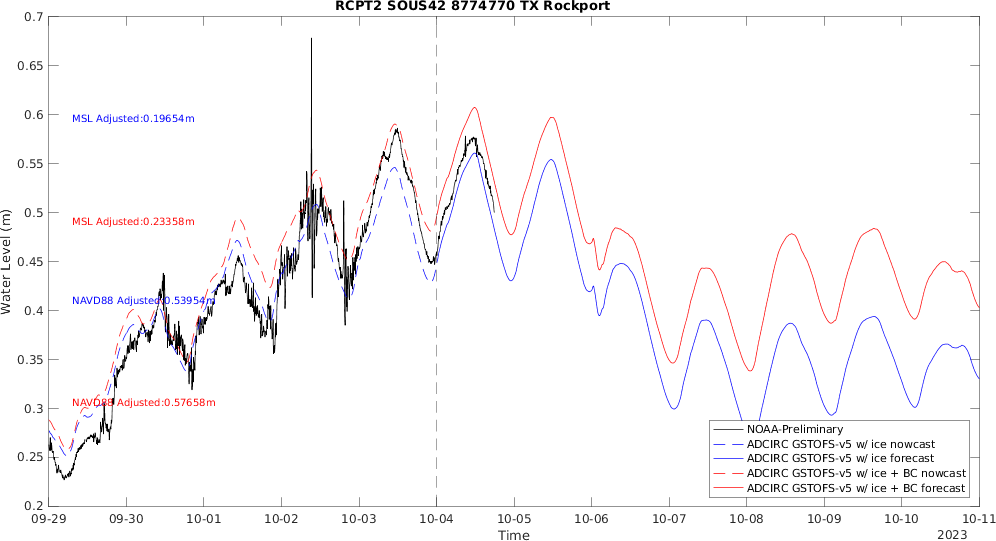 RCPT2 SOUS42 8774770 TX Rockport
0.7
0.65
0.6
0.55
0.5
0.45
0.4
0.35
0.3
0.25
0.2
Water Level (m)
MSL Adjusted:0.19654m
MSL Adjusted:0.23358m
NAVD88 Adjusted:0.53954m
NAVD88 Adjusted:0.57658m
NOAA-Preliminary
ADCIRC GSTOFS-v5 w/ ice nowcast
ADCIRC GSTOFS-v5 w/ ice forecast
ADCIRC GSTOFS-v5 w/ ice + BC nowcast
ADCIRC GSTOFS-v5 w/ ice + BC forecast
09-29 09-30 10-01 10-02 10-03 10-04 10-05 10-06 10-07 10-08 10-09 10-10 10-11
Time
2023